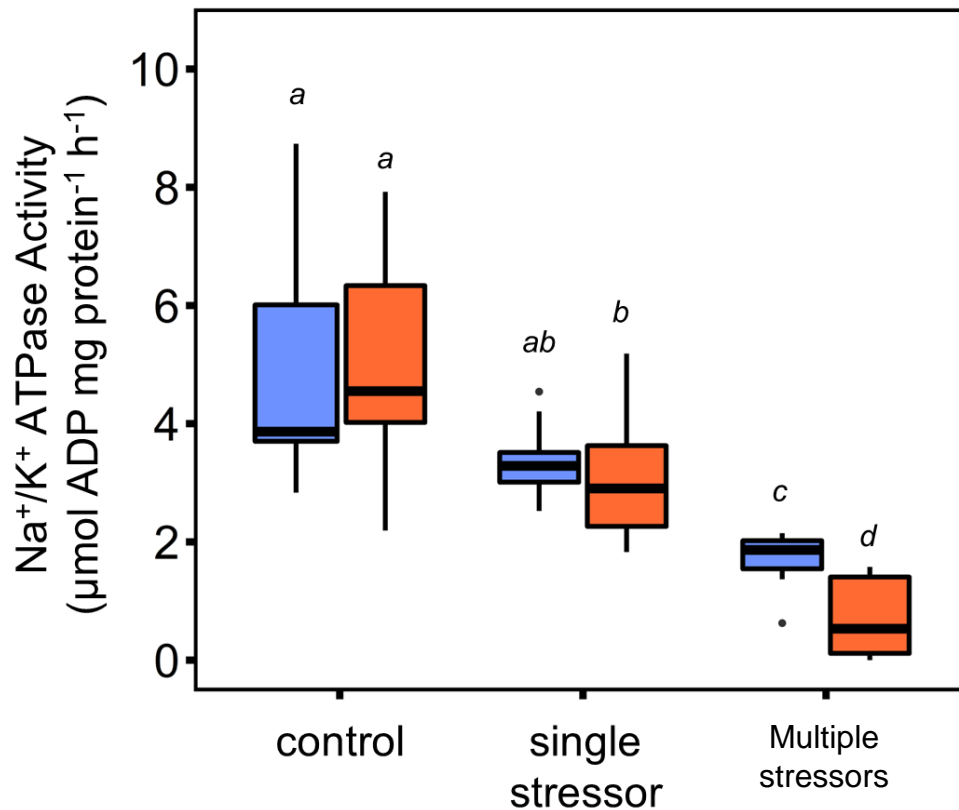 Na⁺/K⁺ ATPase Activity
(µmol ADP mg protein⁻¹ h⁻¹)
10
8
6
4
2
0
a
a
ab
b
c
d
control
single
stressor
Multiple
stressors